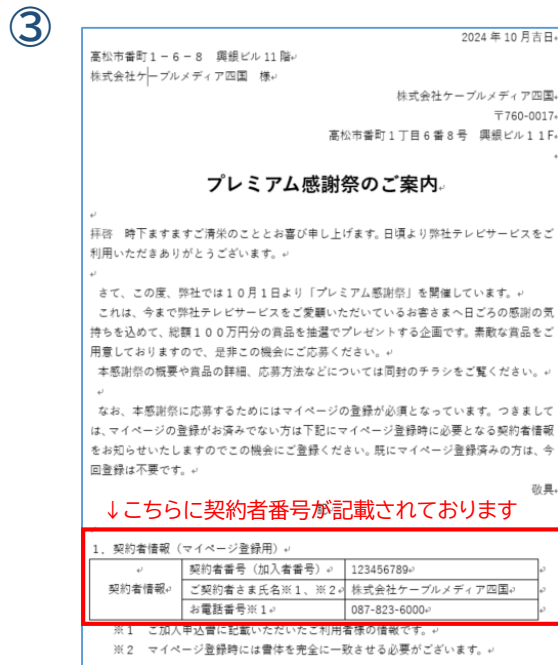 ③
2024 年 10 月吉日
高松市番町1－6－8　興銀ビル 11 階
株式会社ケーブルメディア四国　様
株式会社ケーブルメディア四国
〒760-0017
高松市番町1丁目6番8号　興銀ビル11F
プレミアム感謝祭のご案内
拝啓　時下ますますご清栄のこととお喜び申し上げます。日頃より弊社テレビサービスをご
利用いただきありがとうございます。
さて、この度、弊社では10月1日より「プレミアム感謝祭」を開催しています。
これは、今まで弊社テレビサービスをご愛顧いただいているお客さまへ日ごろの感謝の気
持ちを込めて、総額100万円分の賞品を抽選でプレゼントする企画です。素敵な賞品をご
用意しておりますので、是非この機会にご応募ください。
本感謝祭の概要や賞品の詳細、応募方法などについては同封のチラシをご覧ください。
なお、本感謝祭に応募するためにはマイページの登録が必須となっています。つきまして
は、マイページの登録がお済みでない方は下記にマイページ登録時に必要となる契約者情報
をお知らせいたしますのでこの機会にご登録ください。既にマイページ登録済みの方は、今
回登録は不要です。
敬具
↓こちらに契約者番号が記載されております
1．契約者情報（マイページ登録用）
契約者番号（加入者番号） 123456789
契約者情報 ご契約者さま氏名※1、※2 株式会社ケーブルメディア四国
お電話番号※1 087-823-6000
※1　ご加入申込書に記載いただいたご利用者様の情報です。
※2　マイページ登録時には書体を完全に一致させる必要がございます。